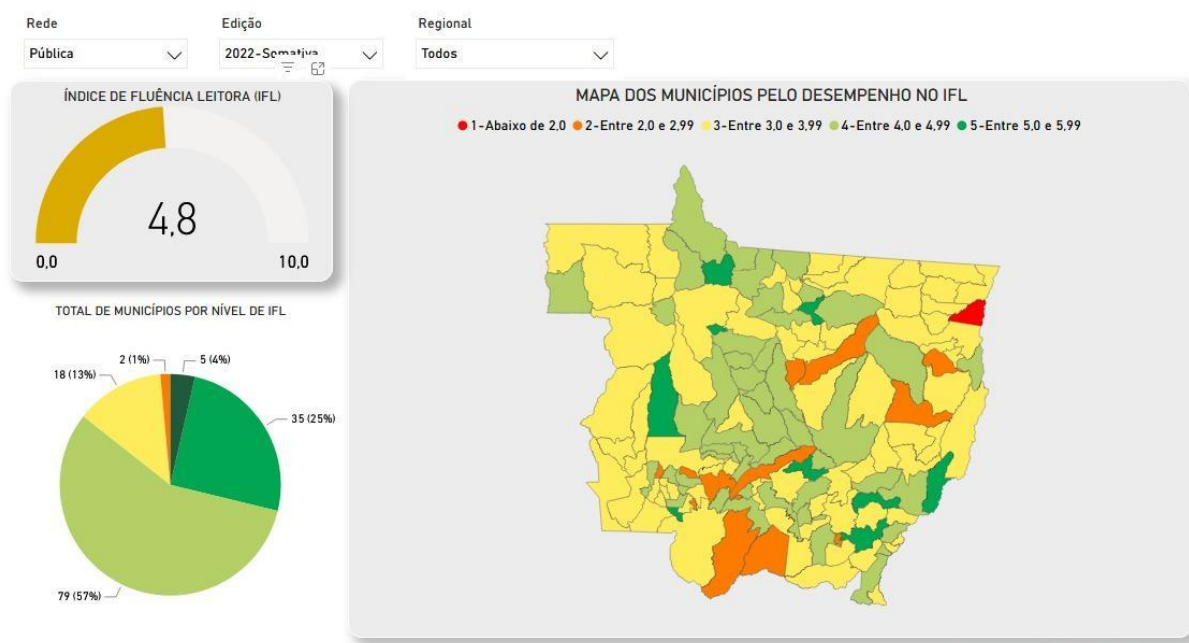 Rede
Edição
Regional
Pública
2022-Somativa
Todos
ÍNDICE DE FLUÊNCIA LEITORA (IFL)
4,8
0,0
10,0
TOTAL DE MUNICÍPIOS POR NÍVEL DE IFL
2 (1%)
5 (4%)
18 (13%)
35 (25%)
79 (57%)
MAPA DOS MUNICÍPIOS PELO DESEMPENHO NO IFL
1-Abaixo de 2,0 2-Entre 2,0 e 2,99 3-Entre 3,0 e 3,99 4-Entre 4,0 e 4,99 5-Entre 5,0 e 5,99